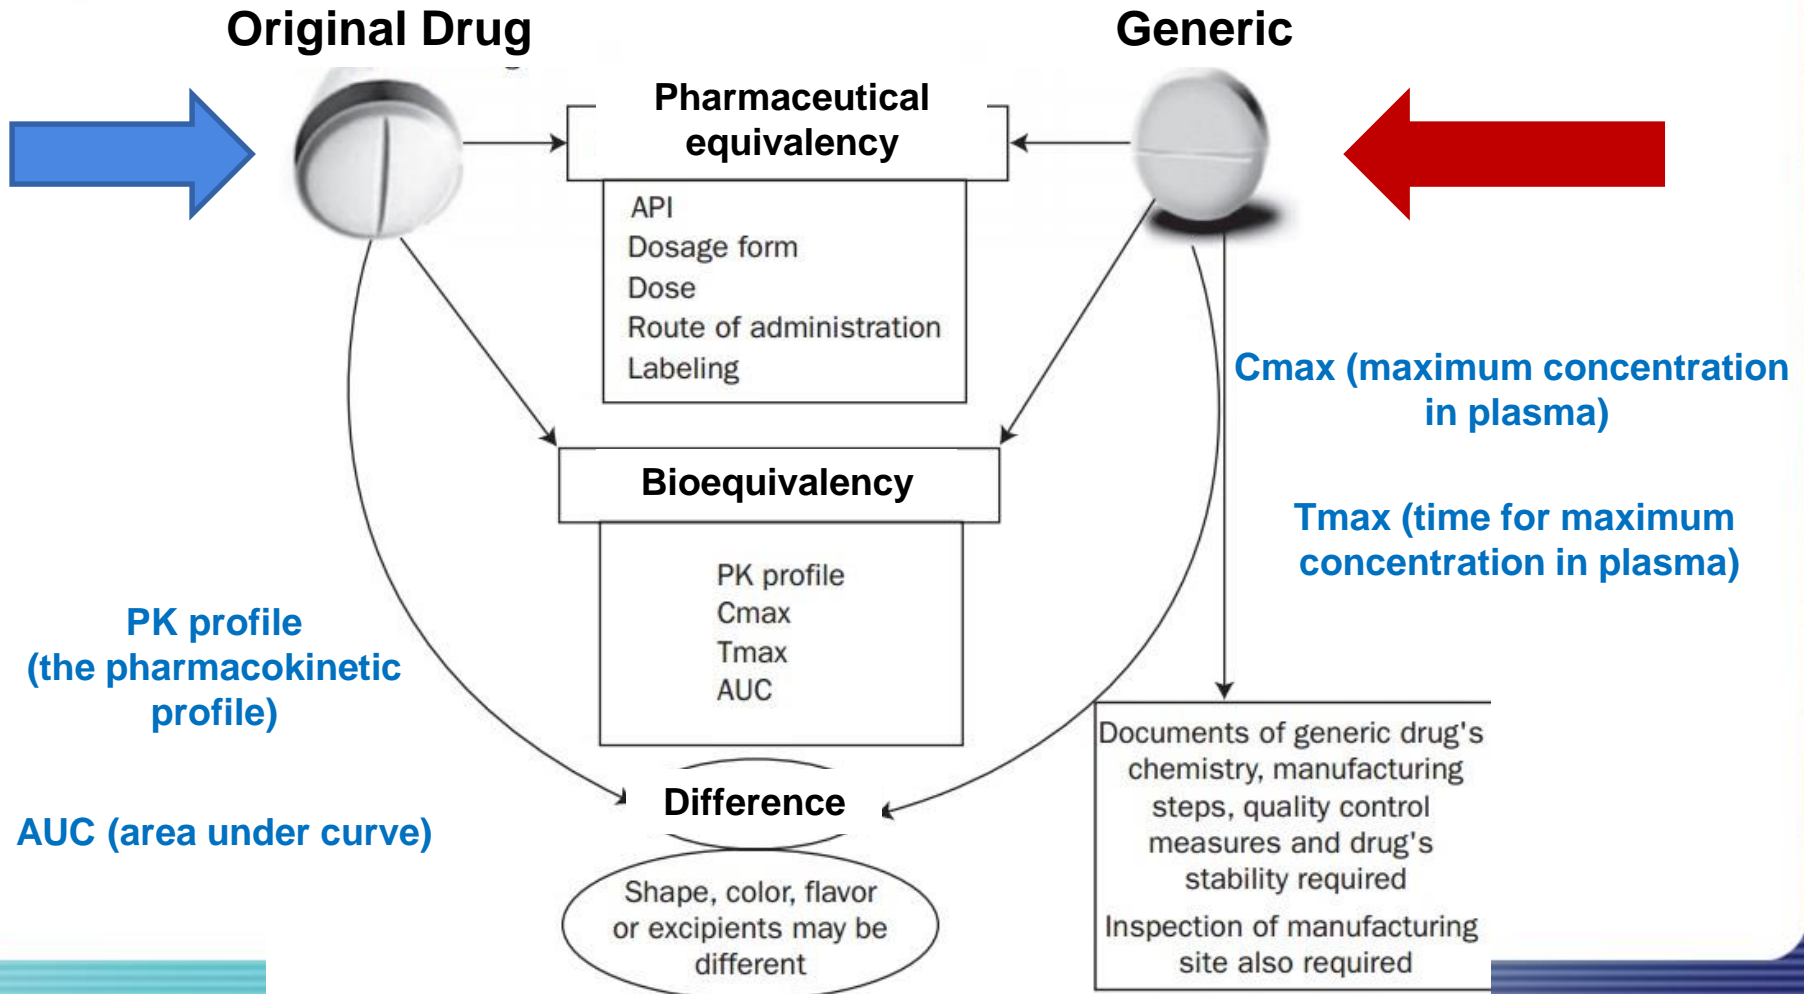 Original Drug
Generic
Pharmaceutical
equivalency
API
Dosage form
Dose
Route of administration
Labeling
Cmax (maximum concentration
in plasma)
Bioequivalency
Tmax (time for maximum
concentration in plasma)
PK profile
Cmax
Tmax
AUC
PK profile
(the pharmacokinetic
profile)
AUC (area under curve)
Difference
Shape, color, flavor
or excipients may be
different
Documents of generic drug's
chemistry, manufacturing
steps, quality control
measures and drug's
stability required
Inspection of manufacturing
site also required